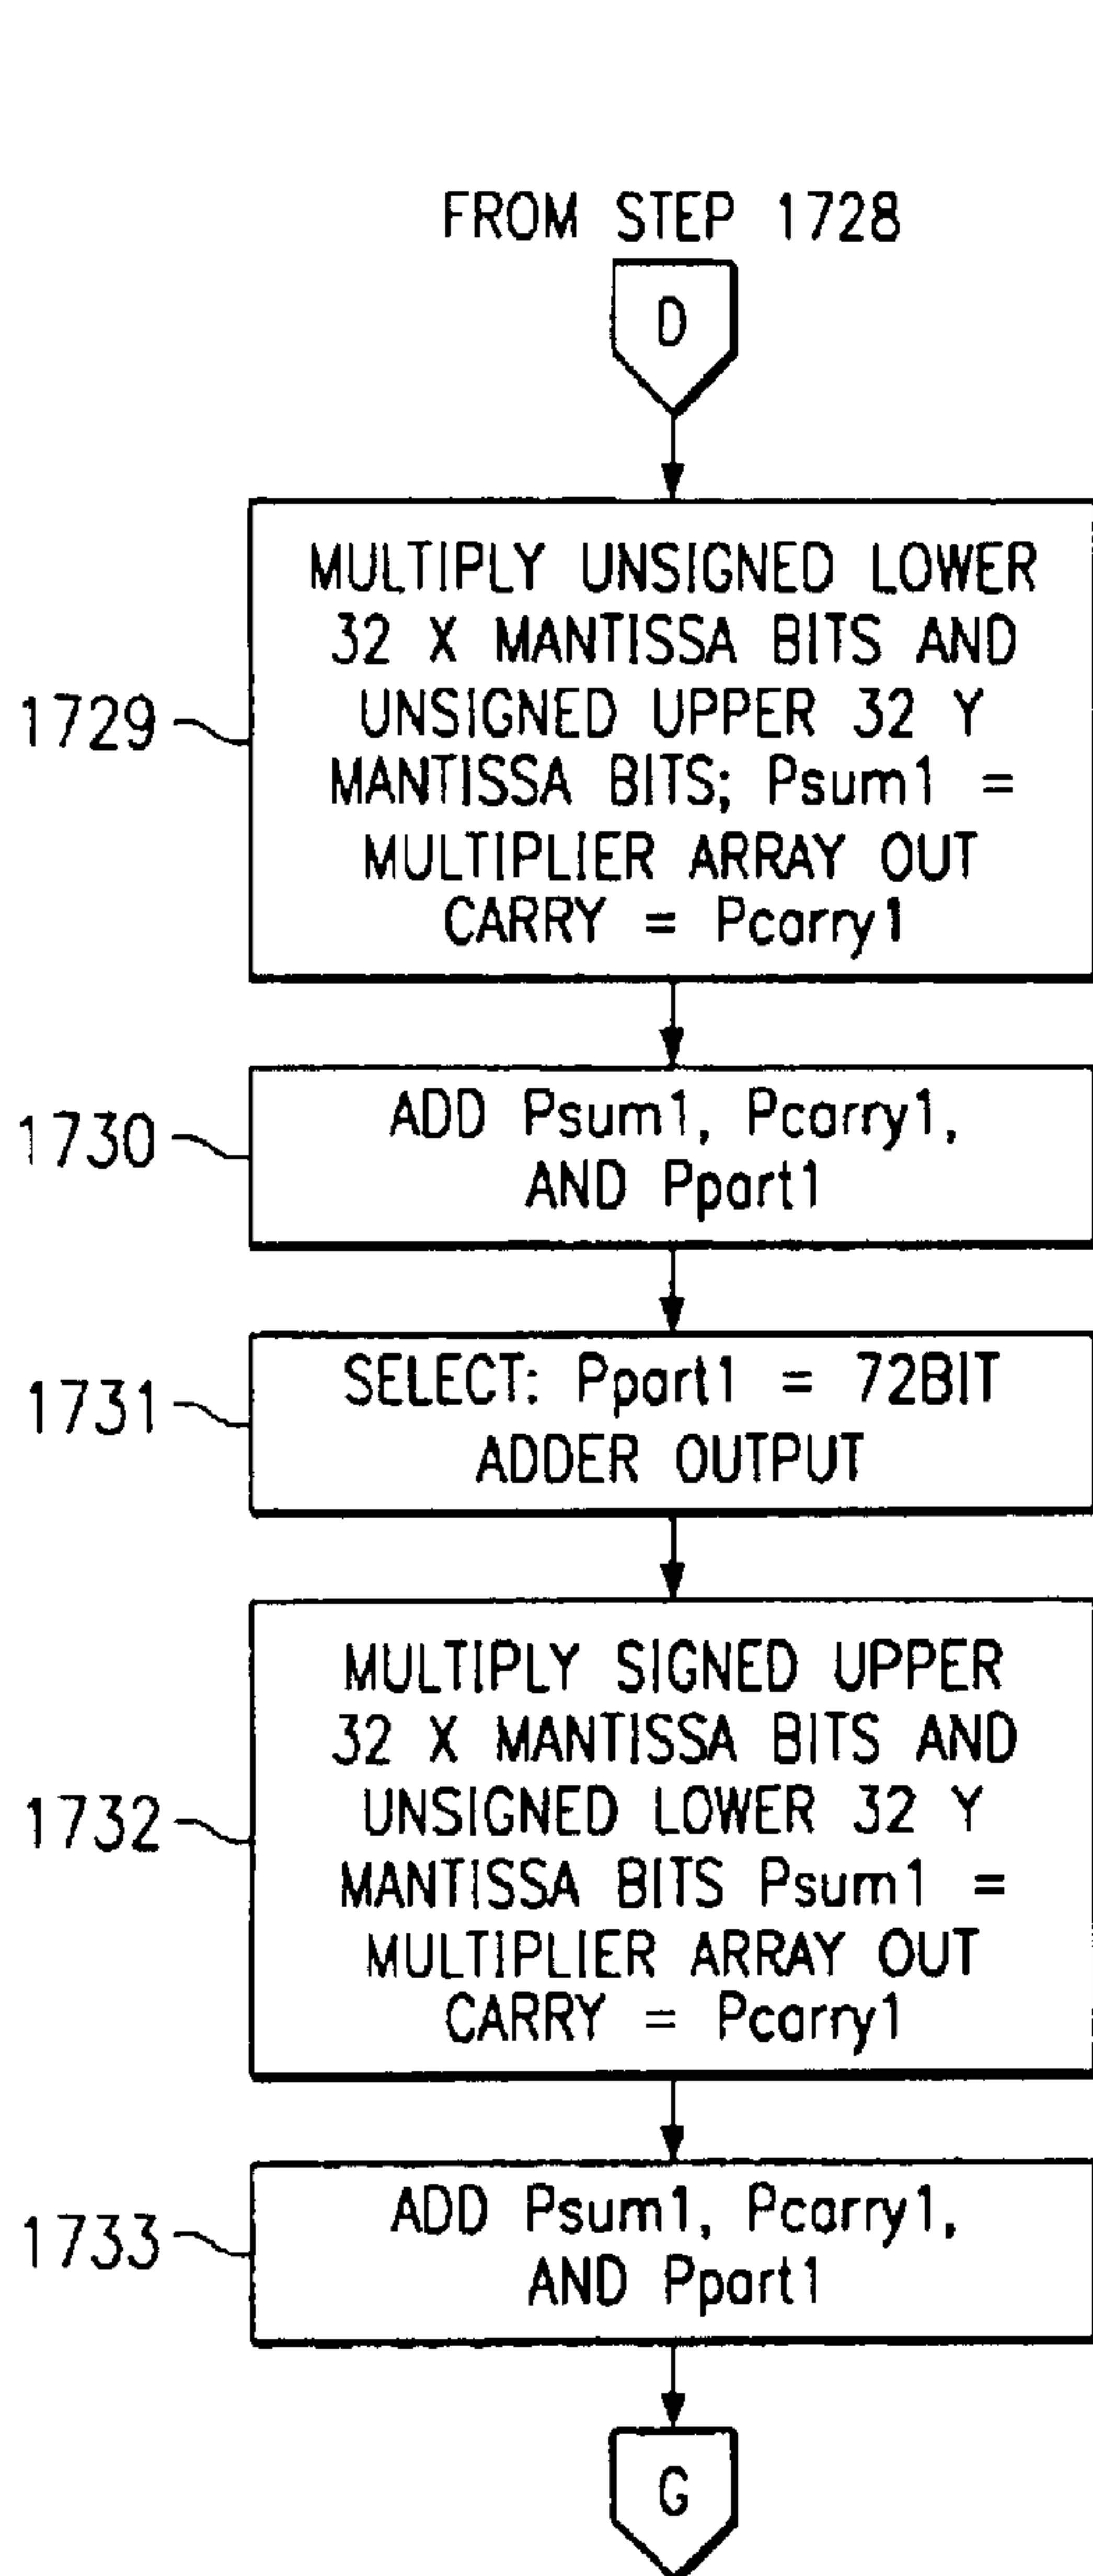 FROM STEP 1728
D
1729
MULTIPLY UNSIGNED LOWER
32 X MANTISSA BITS AND
UNSIGNED UPPER 32 Y
MANTISSA BITS; Psum1 =
MULTIPLIER ARRAY OUT
CARRY = Pcarry1
1730
ADD Psum1, Pcarry1,
AND Ppart1
1731
SELECT: Ppart1 = 72BIT
ADDER OUTPUT
1732
MULTIPLY SIGNED UPPER
32 X MANTISSA BITS AND
UNSIGNED LOWER 32 Y
MANTISSA BITS Psum1 =
MULTIPLIER ARRAY OUT
CARRY = Pcarry1
1733
ADD Psum1, Pcarry1,
AND Ppart1
G